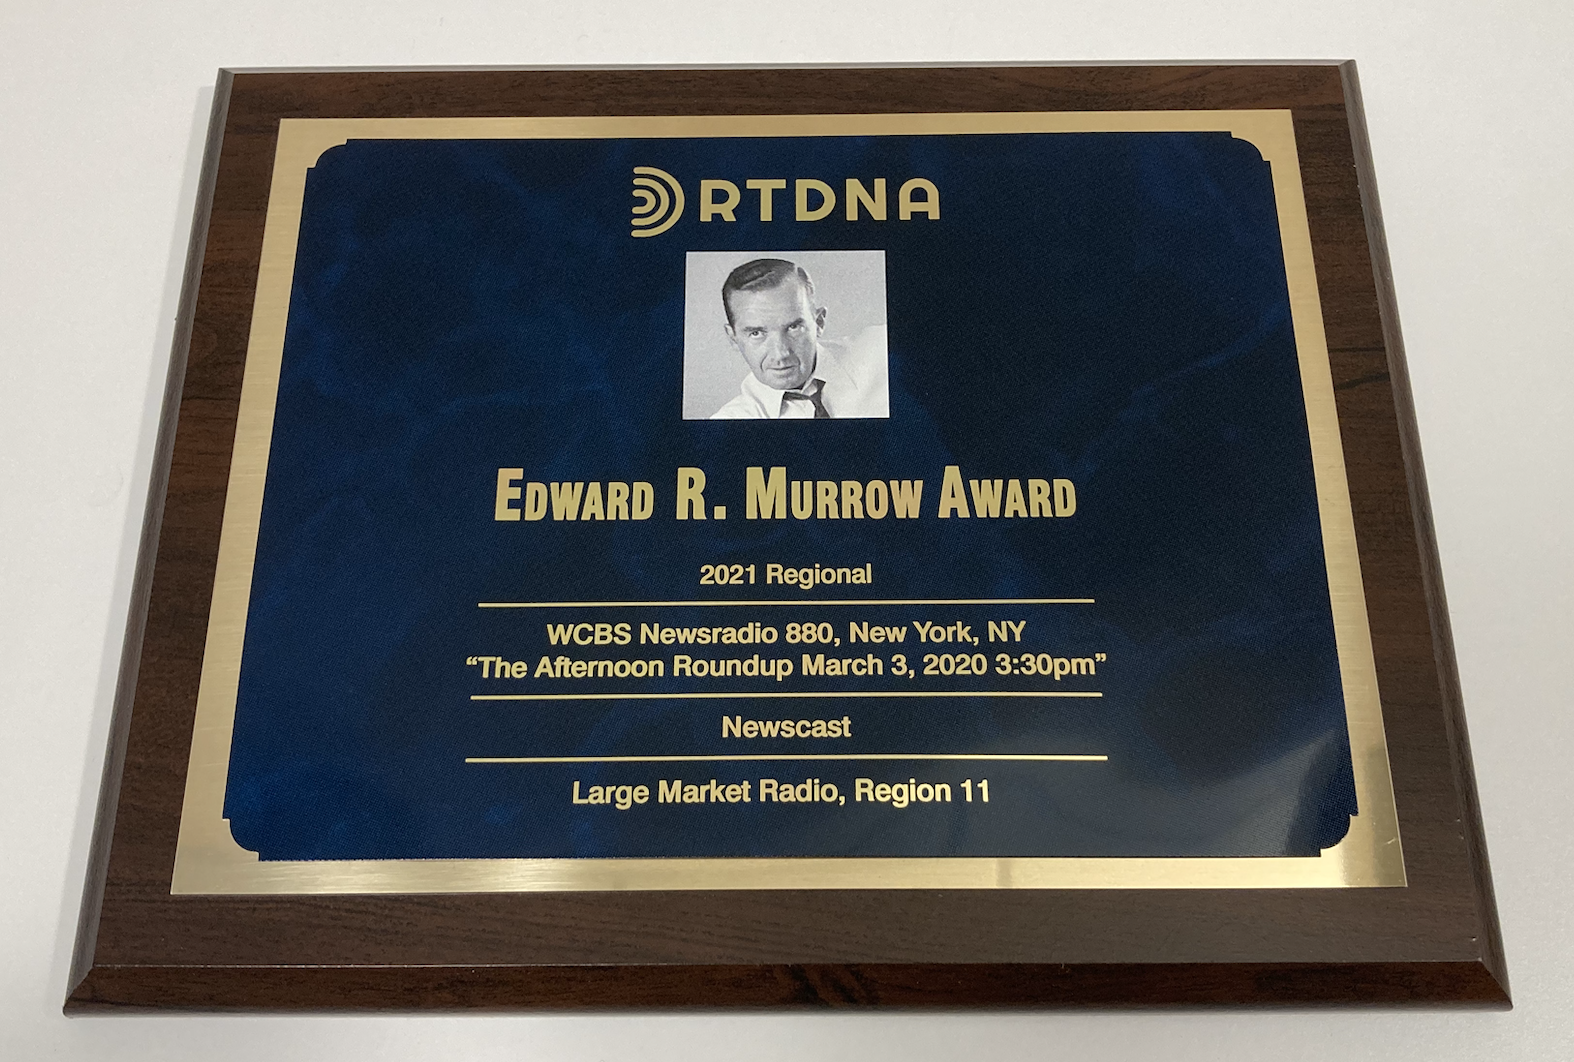 RTDNA
EDWARD R. MURROW AWARD
2021 Regional
WCBS Newsradio 880, New York, NY
“The Afternoon Roundup March 3, 2020 3:30pm”
Newscast
Large Market Radio, Region 11